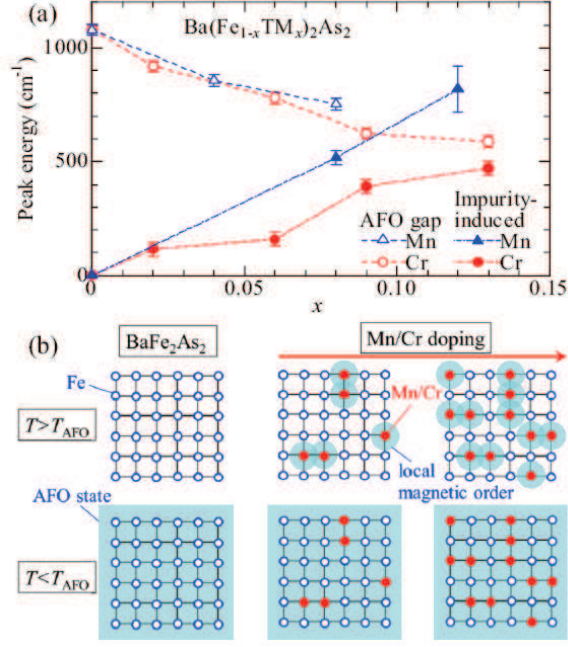 (a)
Ba(Fe1-xTMx)2As2
1000
500
0
Peak energy (cm-1)
AFO gap
Impurity-
induced
Mn
Mn
Cr
Cr
0
0.05
0.10
0.15
x
(b)
BaFe2As2
Mn/Cr doping
Fe
T>TAFO
Mn/Cr
local
magnetic order
AFO state
T<TAFO